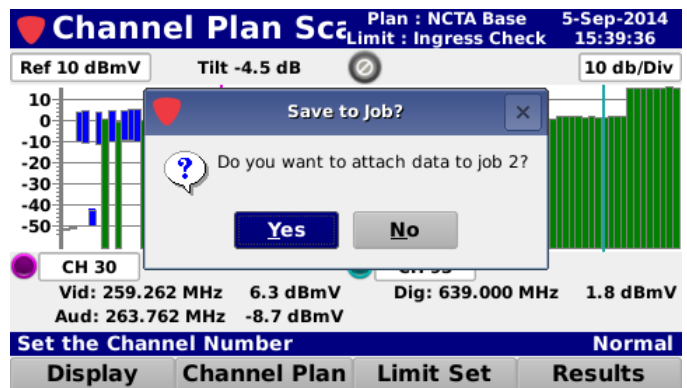 Channel Plan Sca
Plan : NCTA Base
Limit : Ingress Check
5-Sep-2014
15:39:36
Ref 10 dBmV
Tilt -4.5 dB
10 db/Div
10
0
-10
-20
-30
-40
-50
Save to Job?
Do you want to attach data to job 2?
Yes
No
CH 30
Vid: 259.262 MHz 6.3 dBmV
Aud: 263.762 MHz -8.7 dBmV
Dig: 639.000 MHz 1.8 dBmV
Set the Channel Number
Normal
Display
Channel Plan
Limit Set
Results